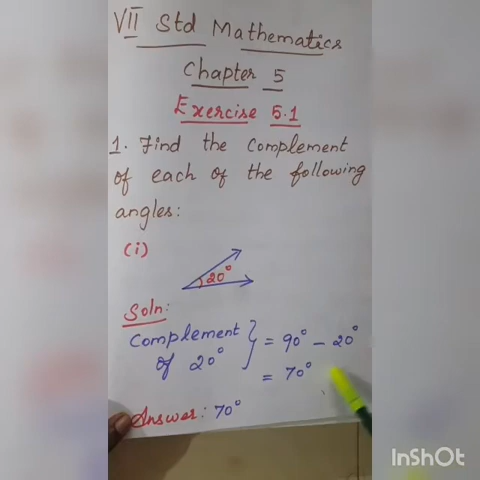 VII Std Mathematics
Chapter 5
Exercise 5.1
1. Find the complement
of each of the following
angles:
(i)
20°
Soln:
Complement
of 20° } = 90° - 20°
= 70°
Answer: 70°
InShOt